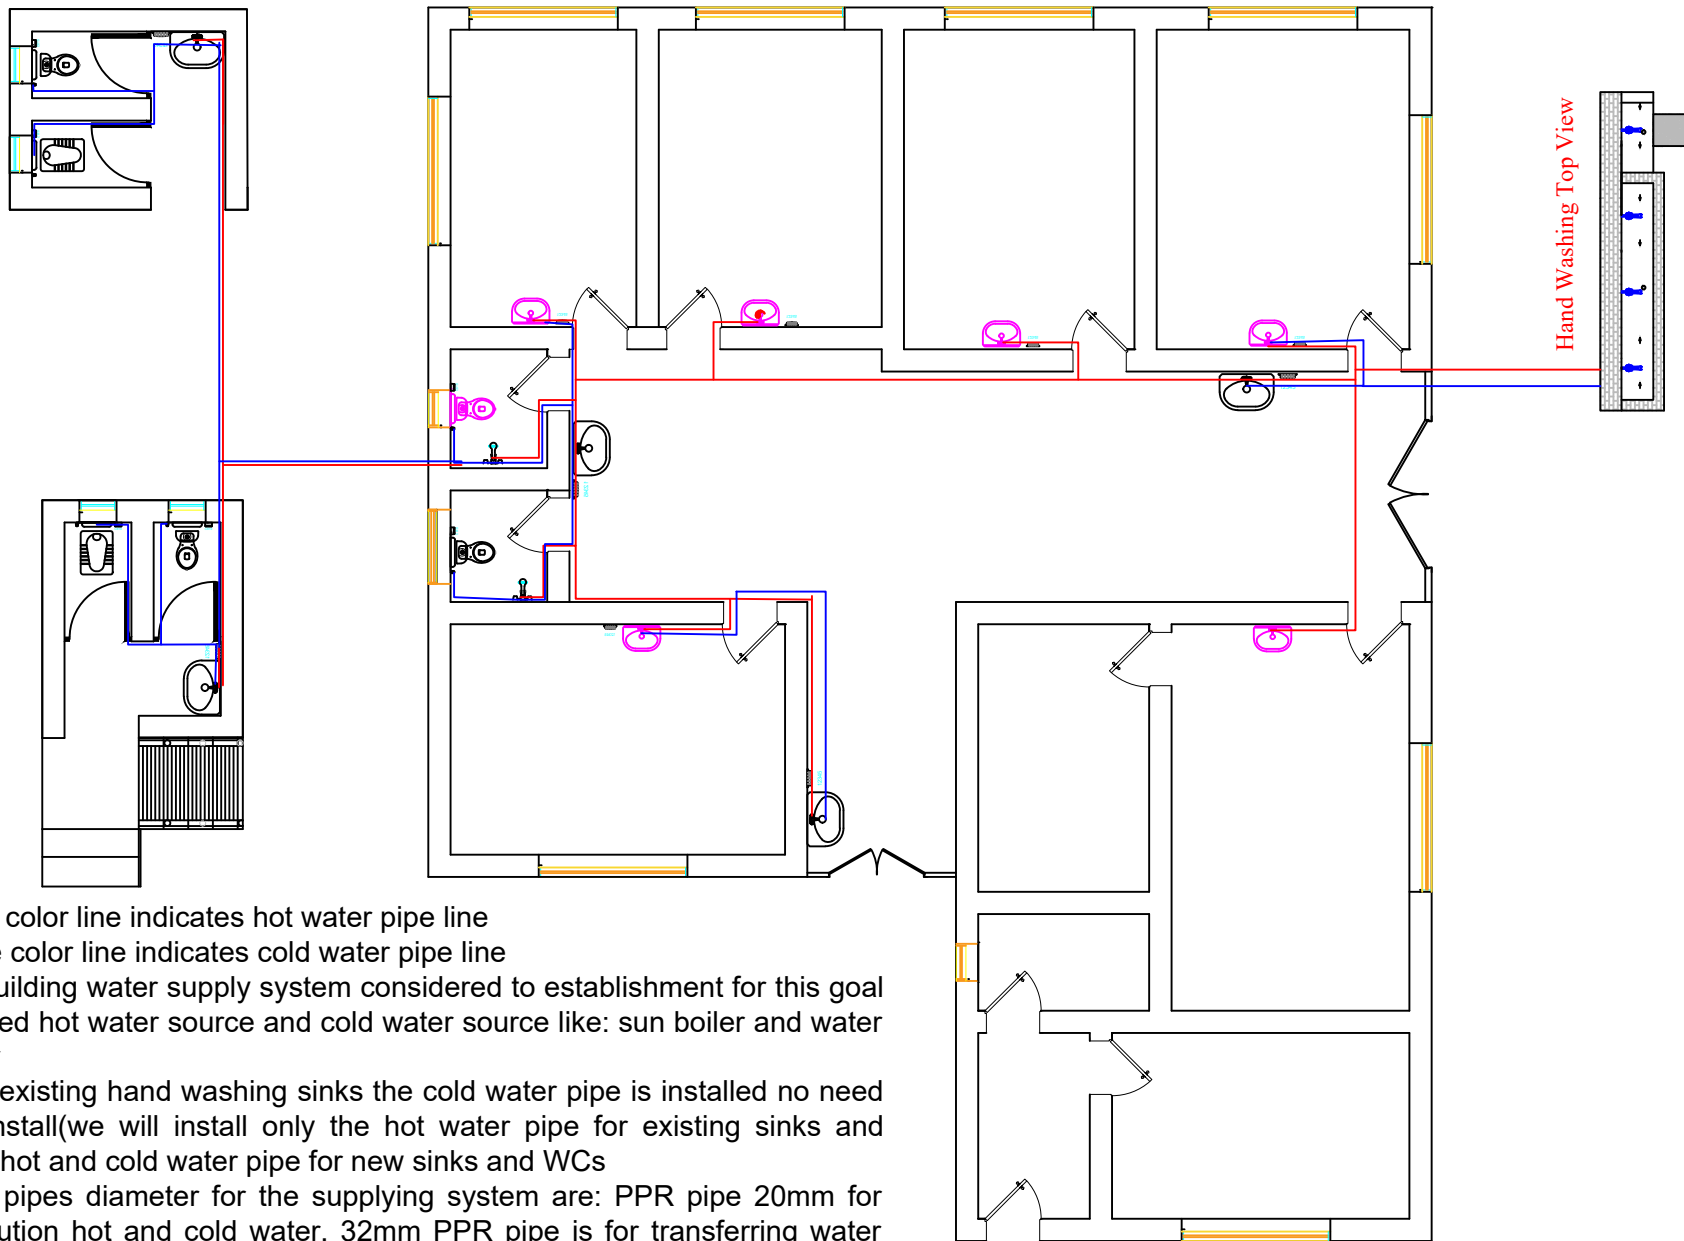 Hand Washing Top View
color line indicates hot water pipe line
color line indicates cold water pipe line
uilding water supply system considered to establishment for this goal
ed hot water source and cold water source like: sun boiler and water
existing hand washing sinks the cold water pipe is installed no need
nstall(we will install only the hot water pipe for existing sinks and
hot and cold water pipe for new sinks and WCs
pipes diameter for the supplying system are: PPR pipe 20mm for
ution hot and cold water, 32mm PPR pipe is for transferring water